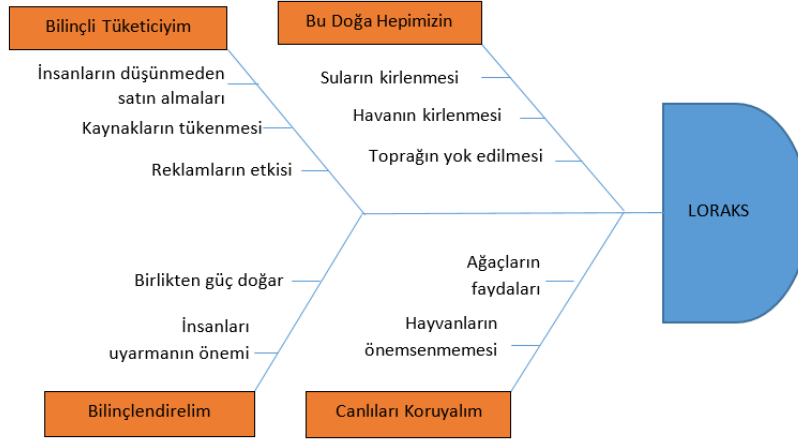 Bilinçli Tüketiciyim
İnsanların düşünmeden
satın almaları
Kaynakların tükenmesi
Reklamların etkisi
Bu Doğa Hepimizin
Suların kirlenmesi
Havanın kirlenmesi
Toprağın yok edilmesi
LORAKS
Birlikten güç doğar
İnsanları
uyarmanın önemi
Bilinçlendirelim
Ağaçların
faydaları
Hayvanların
önemsenmemesi
Canlıları Koruyalım